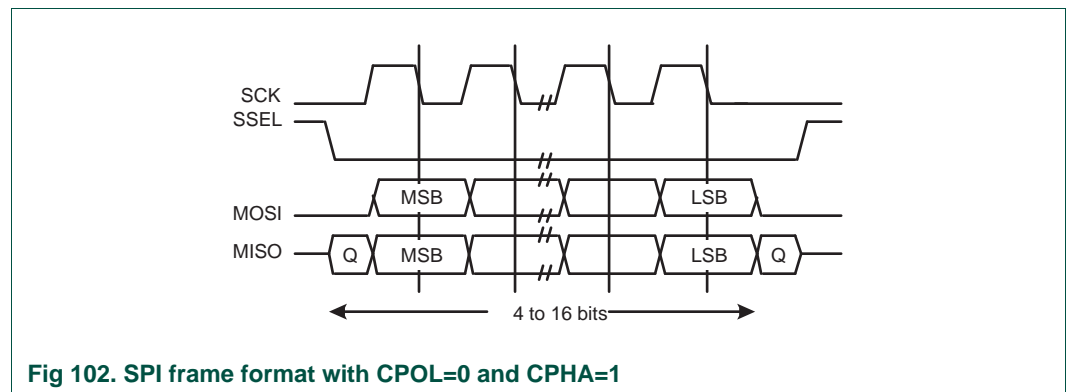 SCK
SSEL
MOSI MSB LSB
MISO Q MSB LSB Q
4 to 16 bits
Fig 102. SPI frame format with CPOL=0 and CPHA=1